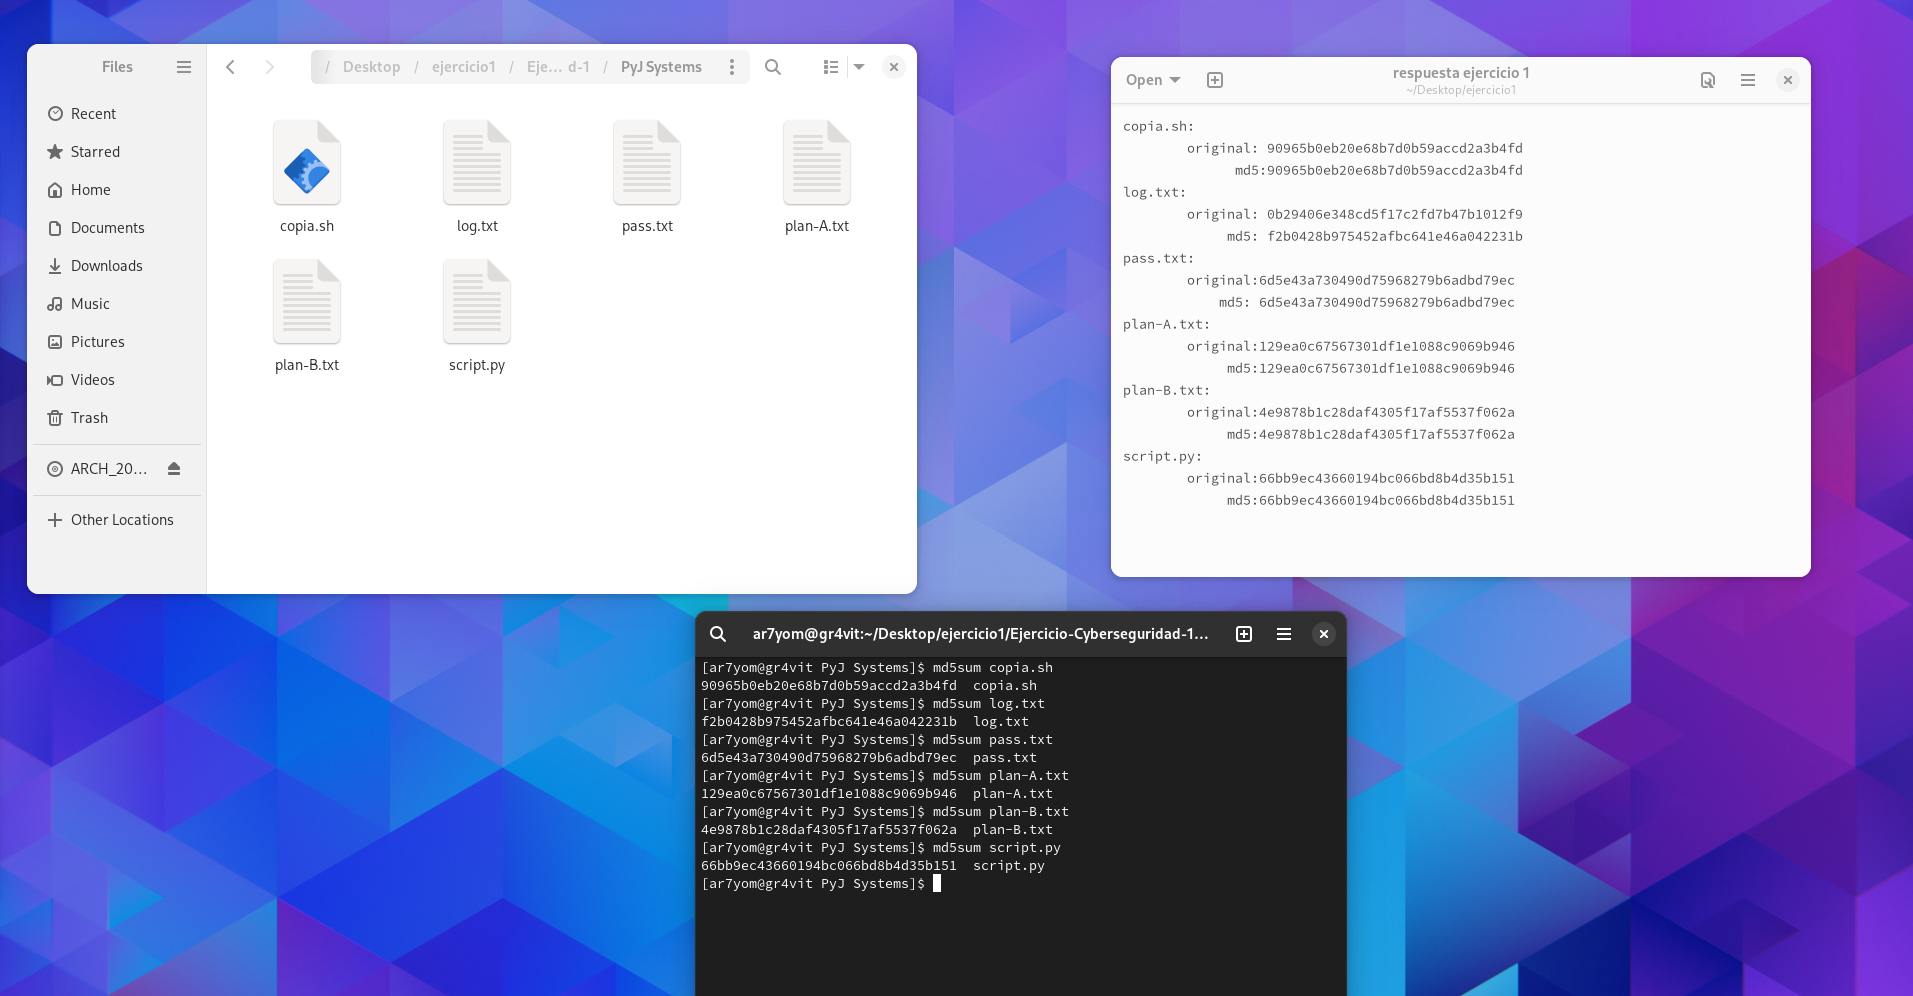 Files
/ Desktop / ejercicio1 / Eje... d-1 / PyJ Systems
Recent
Starred
Home
Documents
Downloads
Music
Pictures
Videos
Trash
ARCH_20...
Other Locations
copia.sh
log.txt
pass.txt
plan-A.txt
plan-B.txt
script.py
Open
respuesta ejercicio 1
~/Desktop/ejercicio1
copia.sh:
original: 90965b0eb20e68b7d0b59accd2a3b4fd
md5:90965b0eb20e68b7d0b59accd2a3b4fd
log.txt:
original: 0b29406e348cd5f17c2fd7b47b1012f9
md5: f2b0428b975452afbc641e46a042231b
pass.txt:
original:6d5e43a730490d75968279b6adbd79ec
md5: 6d5e43a730490d75968279b6adbd79ec
plan-A.txt:
original:129ea0c67567301df1e1088c9069b946
md5:129ea0c67567301df1e1088c9069b946
plan-B.txt:
original:4e9878b1c28daf4305f17af5537f062a
md5:4e9878b1c28daf4305f17af5537f062a
script.py:
original:66bb9ec43660194bc066bd8b4d35b151
md5:66bb9ec43660194bc066bd8b4d35b151
ar7yom@gr4vit:~/Desktop/ejercicio1/Ejercicio-Cyberseguridad-1...
[ar7yom@gr4vit PyJ Systems]$ md5sum copia.sh
90965b0eb20e68b7d0b59accd2a3b4fd  copia.sh
[ar7yom@gr4vit PyJ Systems]$ md5sum log.txt
f2b0428b975452afbc641e46a042231b  log.txt
[ar7yom@gr4vit PyJ Systems]$ md5sum pass.txt
6d5e43a730490d75968279b6adbd79ec  pass.txt
[ar7yom@gr4vit PyJ Systems]$ md5sum plan-A.txt
129ea0c67567301df1e1088c9069b946  plan-A.txt
[ar7yom@gr4vit PyJ Systems]$ md5sum plan-B.txt
4e9878b1c28daf4305f17af5537f062a  plan-B.txt
[ar7yom@gr4vit PyJ Systems]$ md5sum script.py
66bb9ec43660194bc066bd8b4d35b151  script.py
[ar7yom@gr4vit PyJ Systems]$